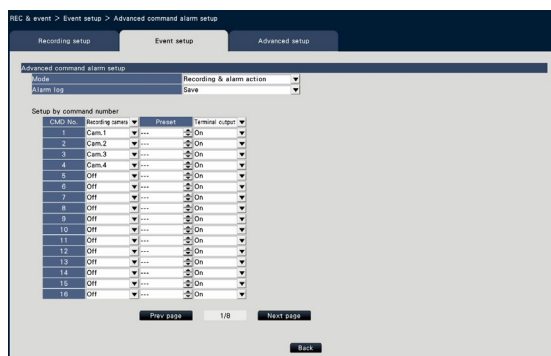 REC & event > Event setup > Advanced command alarm setup
Recording setup Event setup Advanced setup
Advanced command alarm setup
Mode Recording & alarm action
Alarm log Save
Setup by command number
CMD No. Recording camera Preset Terminal output
1 Cam.1 --- On
2 Cam.2 --- On
3 Cam.3 --- On
4 Cam.4 --- On
5 Off --- On
6 Off --- On
7 Off --- On
8 Off --- On
9 Off --- On
10 Off --- On
11 Off --- On
12 Off --- On
13 Off --- On
14 Off --- On
15 Off --- On
16 Off --- On
Prev page 1/8 Next page
Back